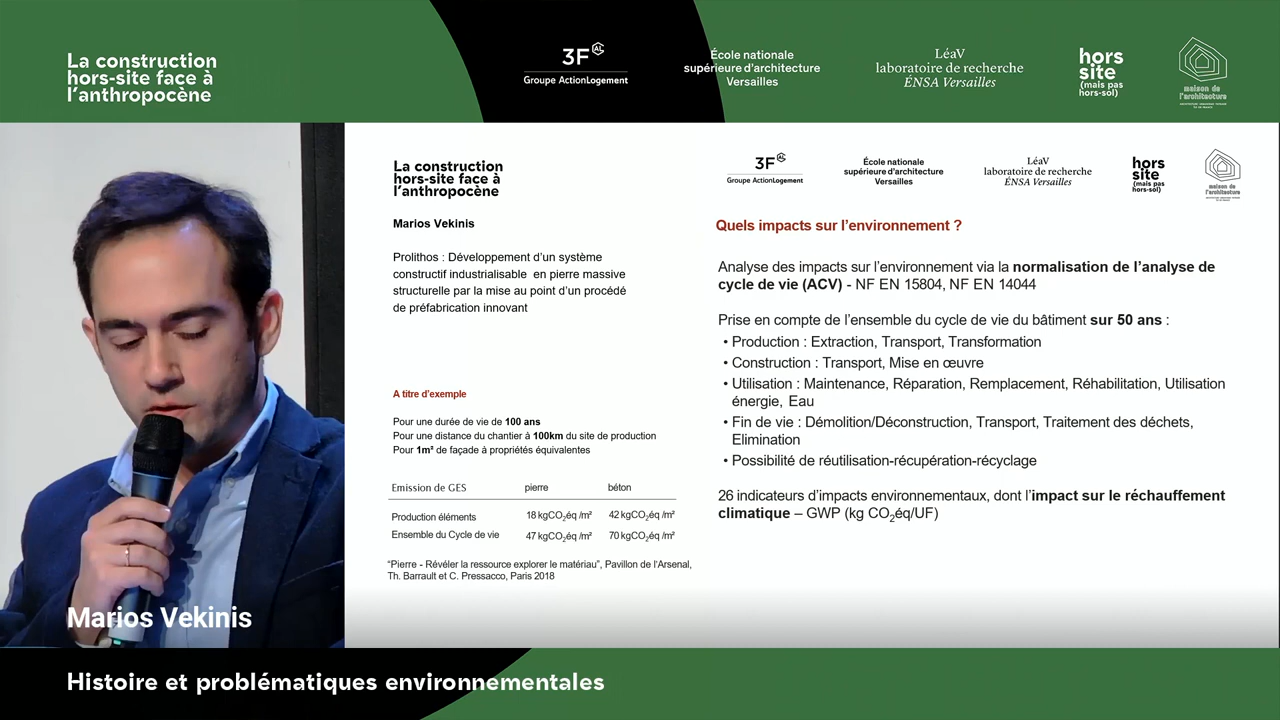 La construction
hors-site face à
l'anthropocène
3F AL
Groupe ActionLogement
École nationale
supérieure d'architecture
Versailles
LéaV
laboratoire de recherche
ÉNSA Versailles
hors
site
(mais pas
hors-sol)
maison de
l'architecture
La construction
hors-site face à
l'anthropocène
3F AL
Groupe ActionLogement
École nationale
supérieure d'architecture
Versailles
LéaV
laboratoire de recherche
ÉNSA Versailles
hors
site
(mais pas
hors-sol)
maison de
l'architecture
Marios Vekinis
Prolithos : Développement d'un système
constructif industrialisable en pierre massive
structurelle par la mise au point d'un procédé
de préfabrication innovant
A titre d'exemple
Pour une durée de vie de 100 ans
Pour une distance du chantier à 100km du site de production
Pour 1m² de façade à propriétés équivalentes
Emission de GES pierre béton
Production éléments 18 kgCO₂éq /m² 42 kgCO₂éq /m²
Ensemble du Cycle de vie 47 kgCO₂éq /m² 70 kgCO₂éq /m²
"Pierre - Révéler la ressource explorer le matériau", Pavillon de l'Arsenal,
Th. Barrault et C. Pressacco, Paris 2018
Quels impacts sur l'environnement ?
Analyse des impacts sur l'environnement via la normalisation de l'analyse de
cycle de vie (ACV) - NF EN 15804, NF EN 14044
Prise en compte de l'ensemble du cycle de vie du bâtiment sur 50 ans :
• Production : Extraction, Transport, Transformation
• Construction : Transport, Mise en œuvre
• Utilisation : Maintenance, Réparation, Remplacement, Réhabilitation, Utilisation
énergie, Eau
• Fin de vie : Démolition/Déconstruction, Transport, Traitement des déchets,
Elimination
• Possibilité de réutilisation-récupération-récyclage
26 indicateurs d'impacts environnementaux, dont l'impact sur le réchauffement
climatique – GWP (kg CO₂éq/UF)
Marios Vekinis
Histoire et problématiques environnementales